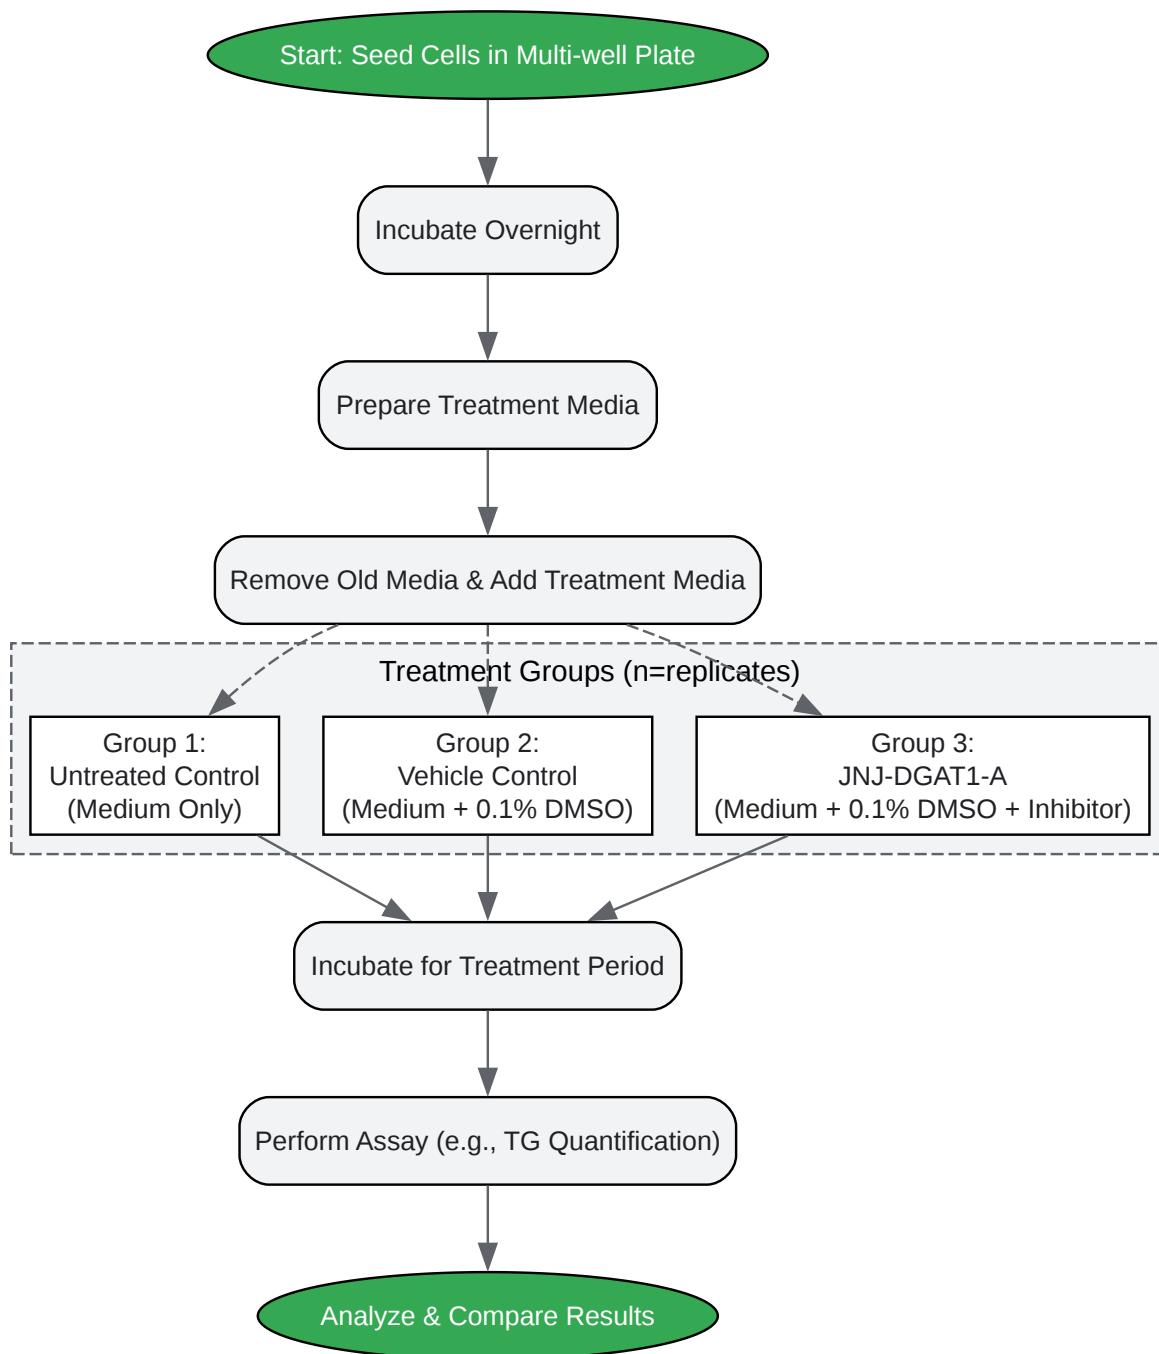 Start: Seed Cells in Multi-well Plate
Incubate Overnight
Prepare Treatment Media
Remove Old Media & Add Treatment Media
Treatment Groups (n=replicates)
Group 1:
Untreated Control
(Medium Only)
Group 2:
Vehicle Control
(Medium + 0.1% DMSO)
Group 3:
JNJ-DGAT1-A
(Medium + 0.1% DMSO + Inhibitor)
Incubate for Treatment Period
Perform Assay (e.g., TG Quantification)
Analyze & Compare Results